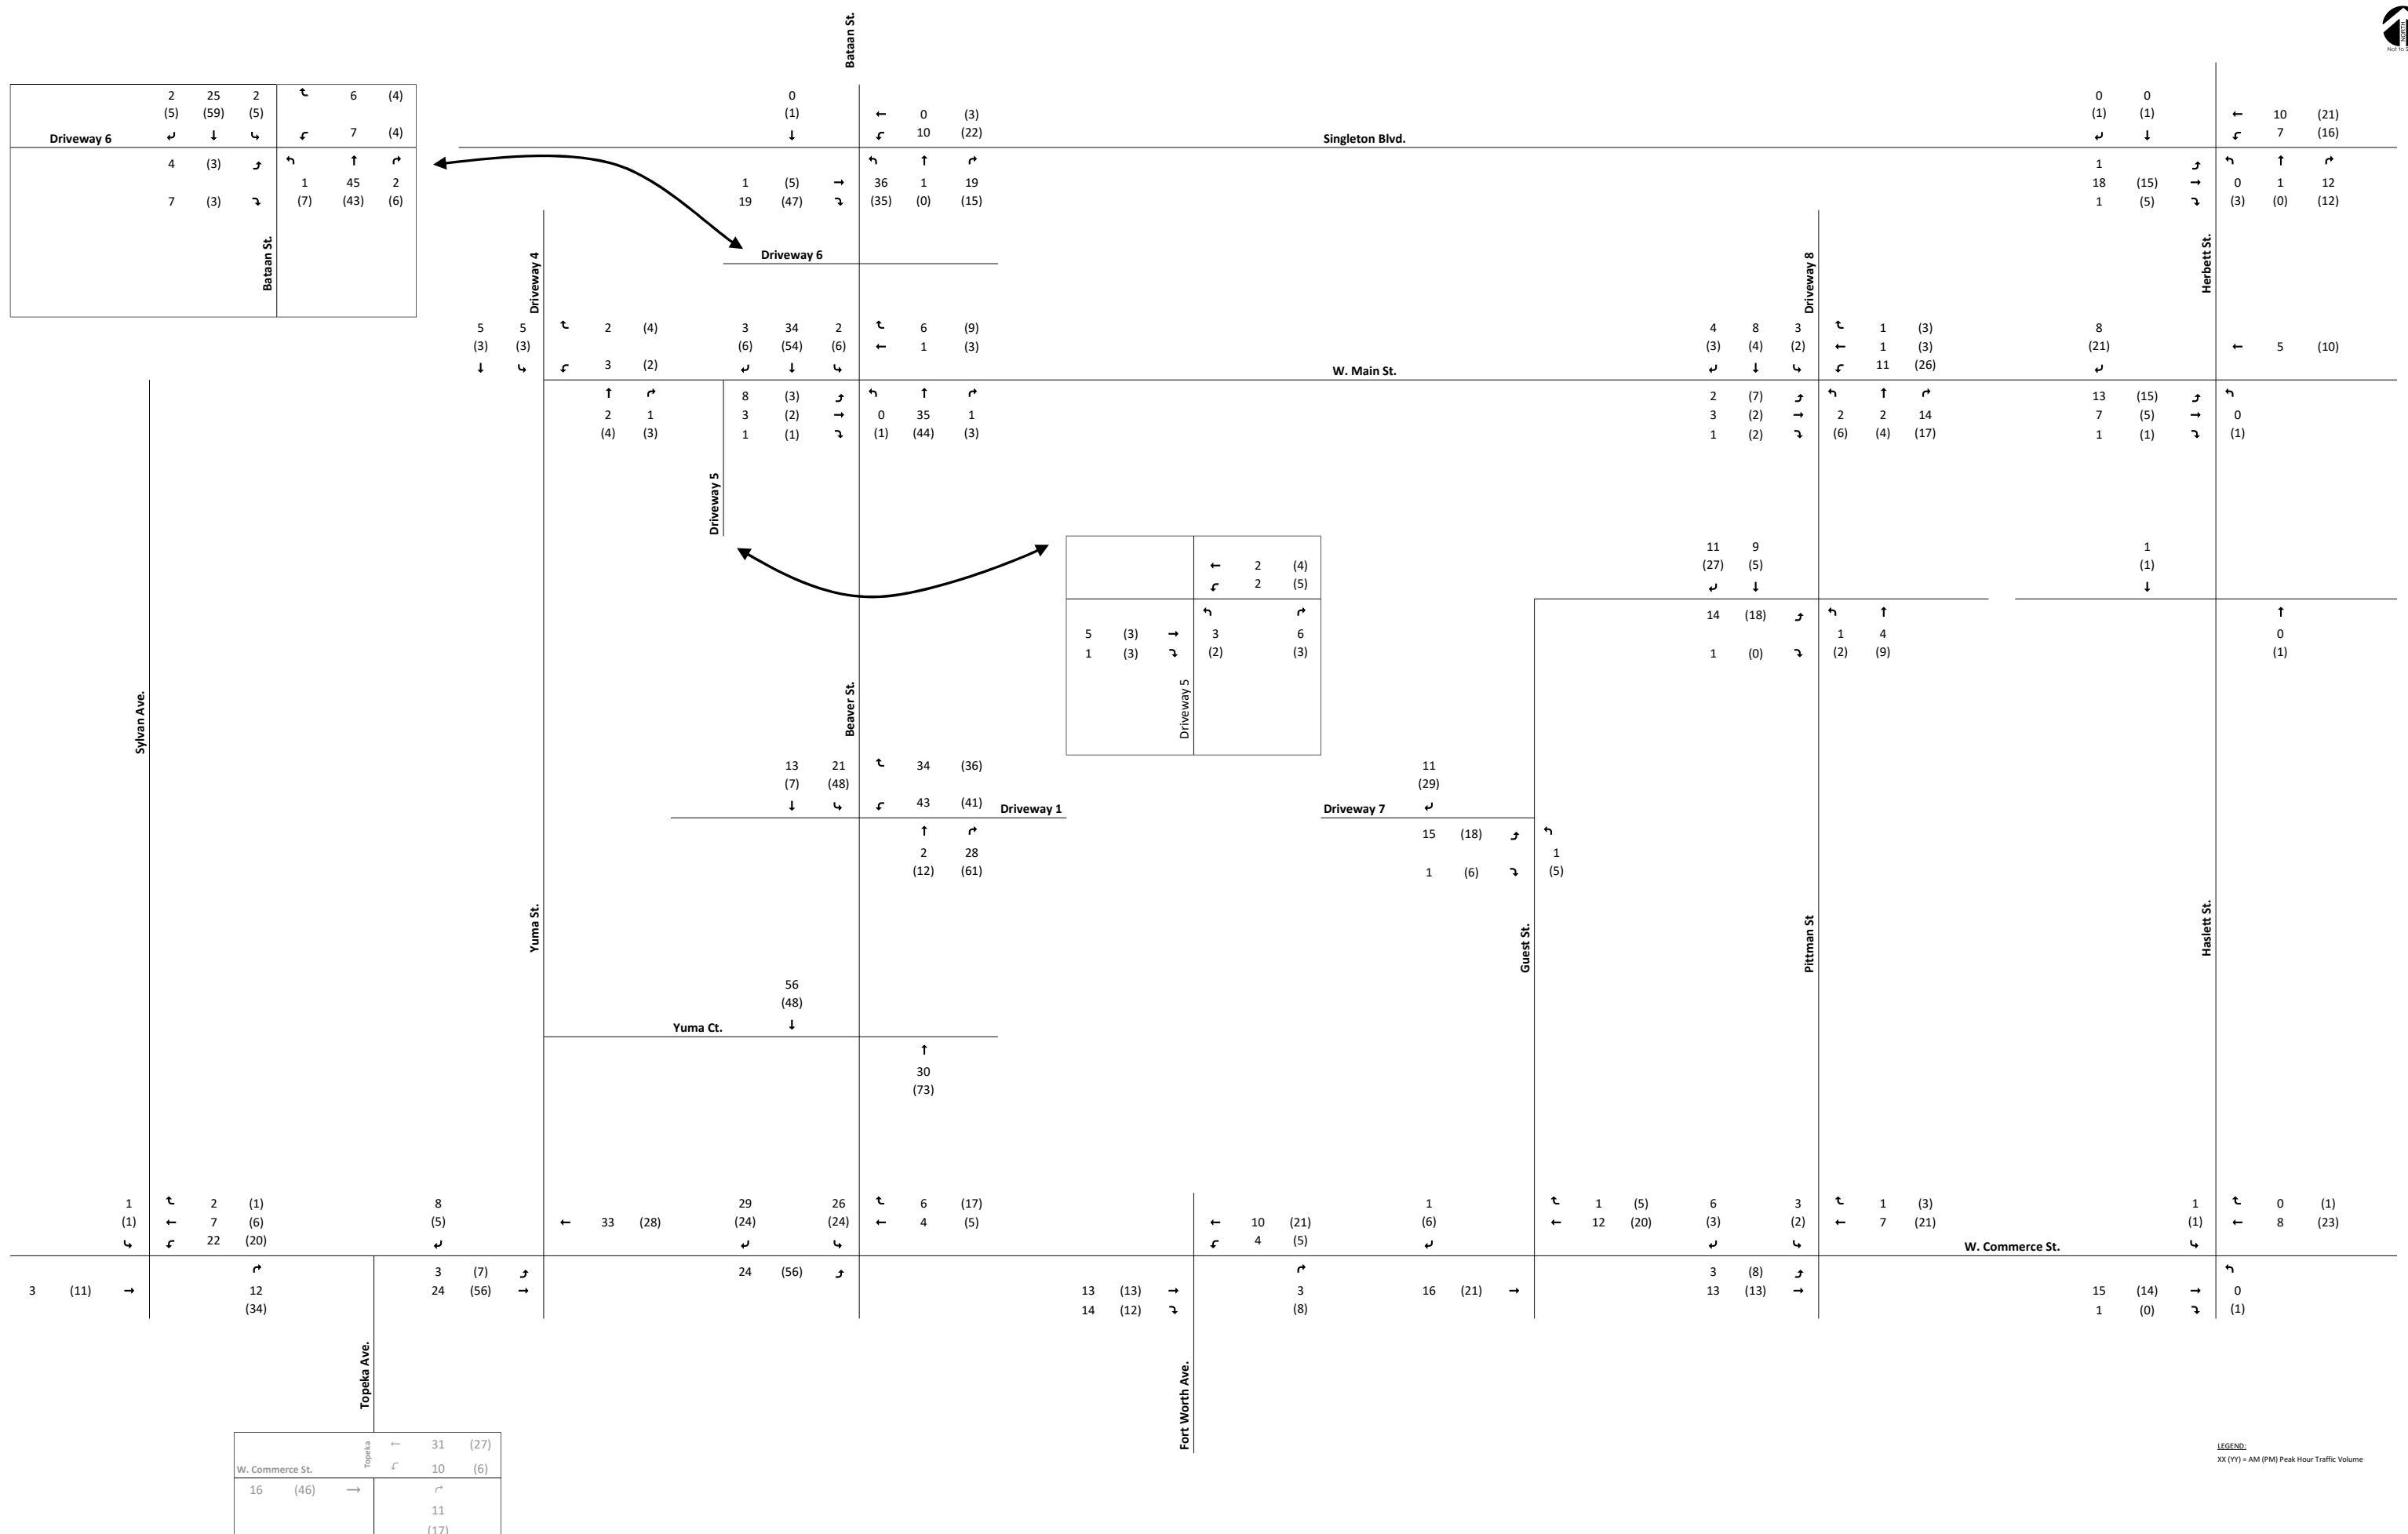 Bataan St.
NORTH
2 25 2 6 (4)
(5) (59) (5)
Driveway 6 7 (4)
4 (3)
1 45 2
7 (3) (7) (43) (6)
Bataan St.
0 0 (3)
(1) 10 (22)
Singleton Blvd.
1 (5) 36 1 19
19 (47) (35) (0) (15)
0 0 10 (21)
(1) (1) 7 (16)
1
18 (15) 0 1 12
1 (5) (3) (0) (12)
Driveway 6
Driveway 4
Driveway 8
Herbett St.
5 5 2 (4) 3 34 2 6 (9)
(3) (3) (6) (54) (6) 1 (3)
3 (2)
W. Main St.
4 8 3 1 (3) 8
(3) (4) (2) 1 (3) (21) 5 (10)
11 (26)
8 (3)
2 1 3 (2) 0 35 1
(4) (3) 1 (1) (1) (44) (3)
2 (7) 13 (15)
3 (2) 2 2 14 7 (5) 0
1 (2) (6) (4) (17) 1 (1) (1)
Driveway 5
2 (4)
2 (5)
5 (3) 3 6
1 (3) (2) (3)
Driveway 5
11 9 1
(27) (5) (1)
14 (18)
1 4 0
1 (0) (2) (9) (1)
Sylvan Ave.
Beaver St.
13 21 34 (36)
(7) (48)
43 (41) Driveway 1
2 28
(12) (61)
11
(29)
Driveway 7
15 (18)
1
1 (6) (5)
Yuma St.
Guest St.
Pittman St
Haslett St.
56
(48)
Yuma Ct.
30
(73)
1 2 (1) 8 29 26 6 (17)
(1) 7 (6) (5) 33 (28) (24) (24) 4 (5)
22 (20)
10 (21)
4 (5)
1 1 (5) 6 3 1 (3) 1 0 (1)
(6) 12 (20) (3) (2) 7 (21) (1) 8 (23)
W. Commerce St.
3 (7) 24 (56)
3 (11) 12 24 (56)
(34)
13 (13) 3
14 (12) (8)
16 (21)
3 (8)
13 (13)
15 (14) 0
1 (0) (1)
Topeka Ave.
Fort Worth Ave.
31 (27)
Topeka
W. Commerce St. 10 (6)
16 (46)
11
(17)
LEGEND:
XX (YY) = AM (PM) Peak Hour Traffic Volume